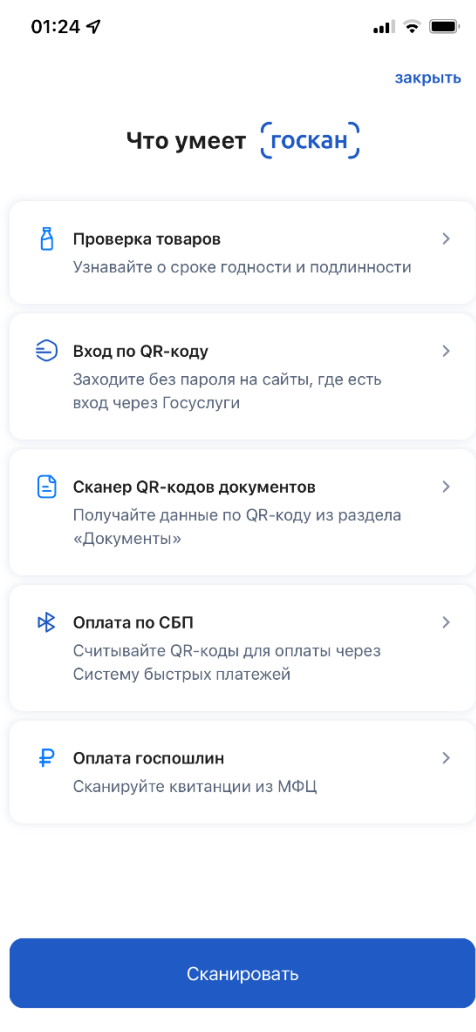 01:24
закрыть
Что умеет госкан
Проверка товаров
Узнавайте о сроке годности и подлинности
Вход по QR-коду
Заходите без пароля на сайты, где есть
вход через Госуслуги
Сканер QR-кодов документов
Получайте данные по QR-коду из раздела
«Документы»
Оплата по СБП
Считывайте QR-коды для оплаты через
Систему быстрых платежей
Оплата госпошлин
Сканируйте квитанции из МФЦ
Сканировать